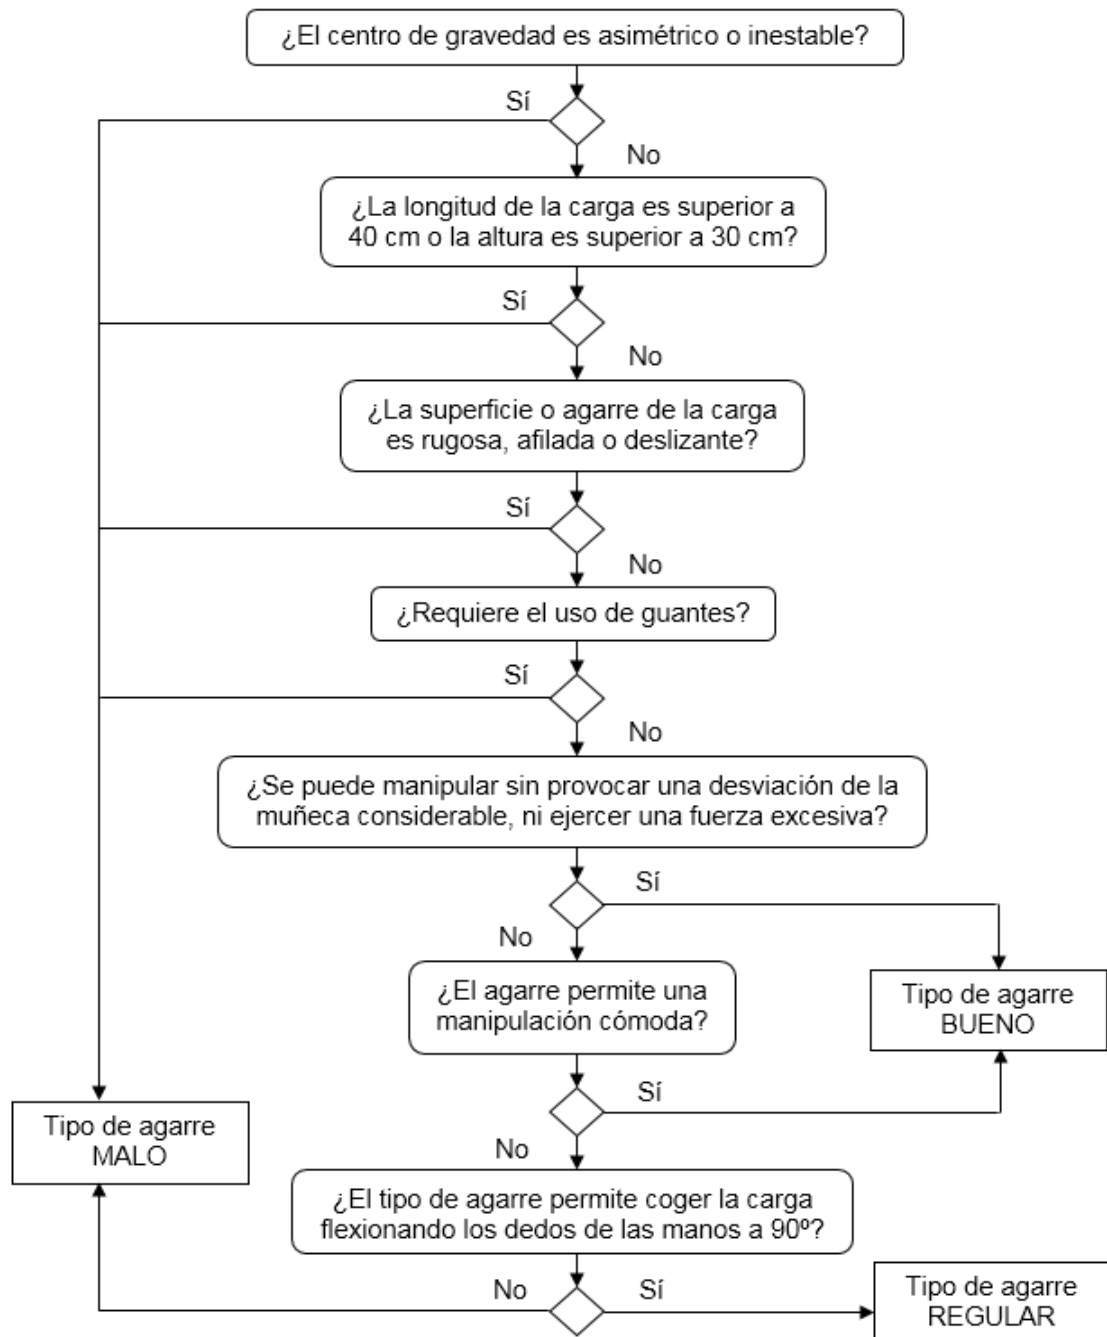 ¿El centro de gravedad es asimétrico o inestable?
Sí
No
¿La longitud de la carga es superior a
40 cm o la altura es superior a 30 cm?
Sí
No
¿La superficie o agarre de la carga
es rugosa, afilada o deslizante?
Sí
No
¿Requiere el uso de guantes?
Sí
No
¿Se puede manipular sin provocar una desviación de la
muñeca considerable, ni ejercer una fuerza excesiva?
Sí
No
¿El agarre permite una
manipulación cómoda?
Tipo de agarre
BUENO
Sí
No
Tipo de agarre
MALO
¿El tipo de agarre permite coger la carga
flexionando los dedos de las manos a 90º?
No
Sí
Tipo de agarre
REGULAR